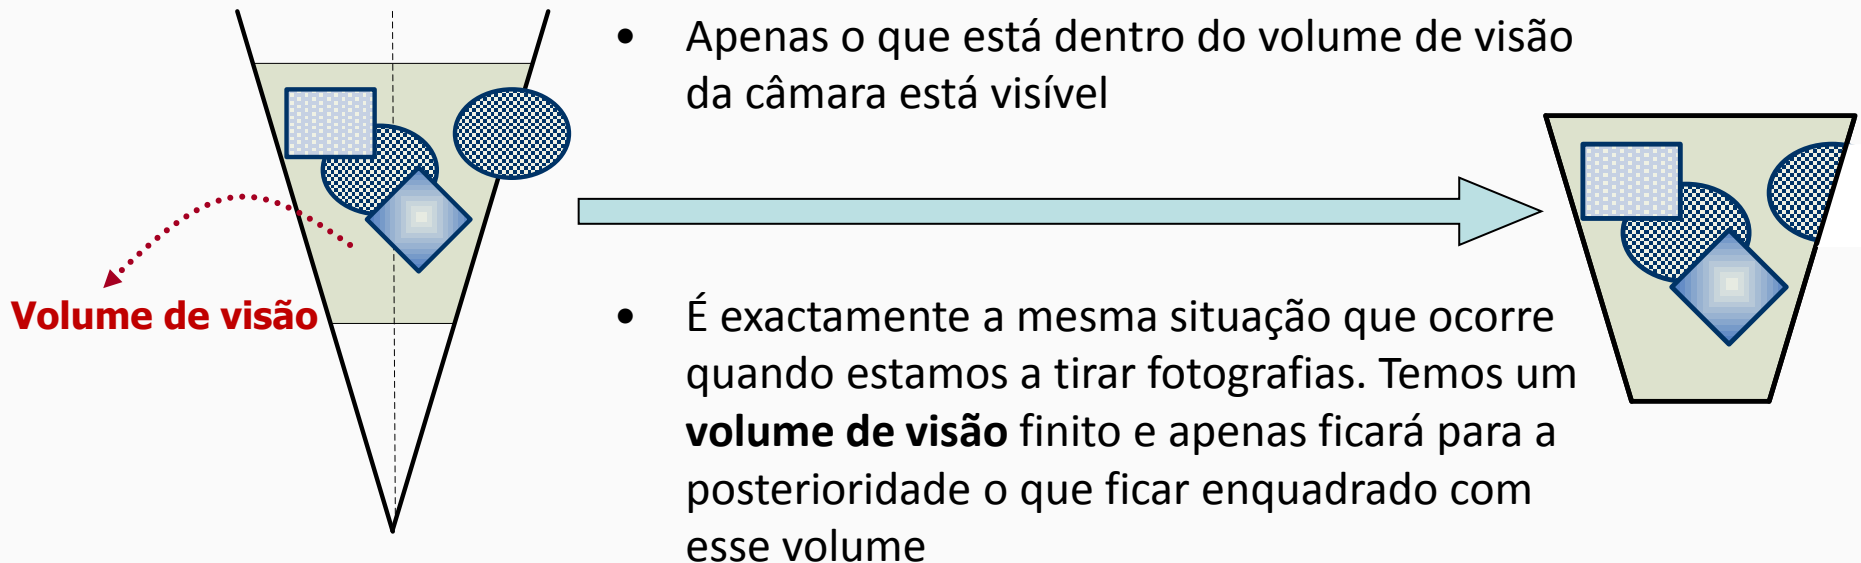 • Apenas o que está dentro do volume de visão
da câmara está visível
Volume de visão
• É exactamente a mesma situação que ocorre
quando estamos a tirar fotografias. Temos um
volume de visão finito e apenas ficará para a
posterioridade o que ficar enquadrado com
esse volume